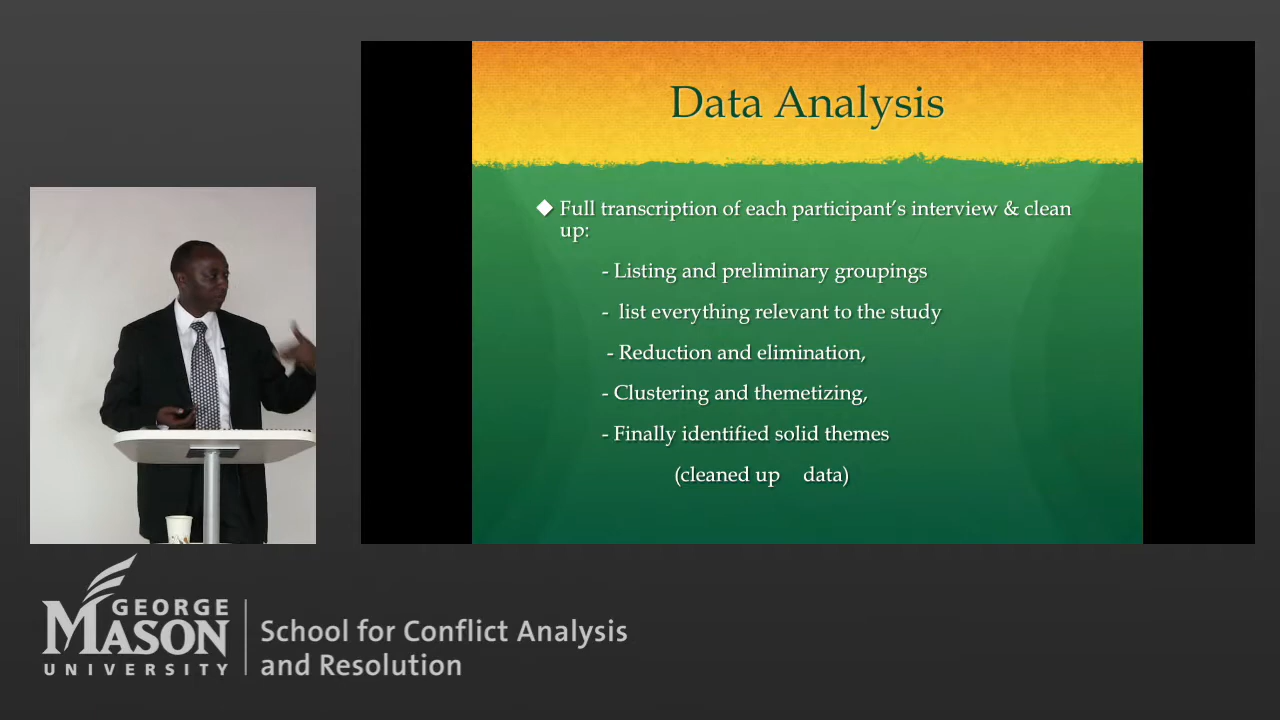 Data Analysis
◆ Full transcription of each participant's interview & clean
up:
- Listing and preliminary groupings
- list everything relevant to the study
- Reduction and elimination,
- Clustering and themetizing,
- Finally identified solid themes
(cleaned up data)
GEORGE
MASON
UNIVERSITY
School for Conflict Analysis
and Resolution